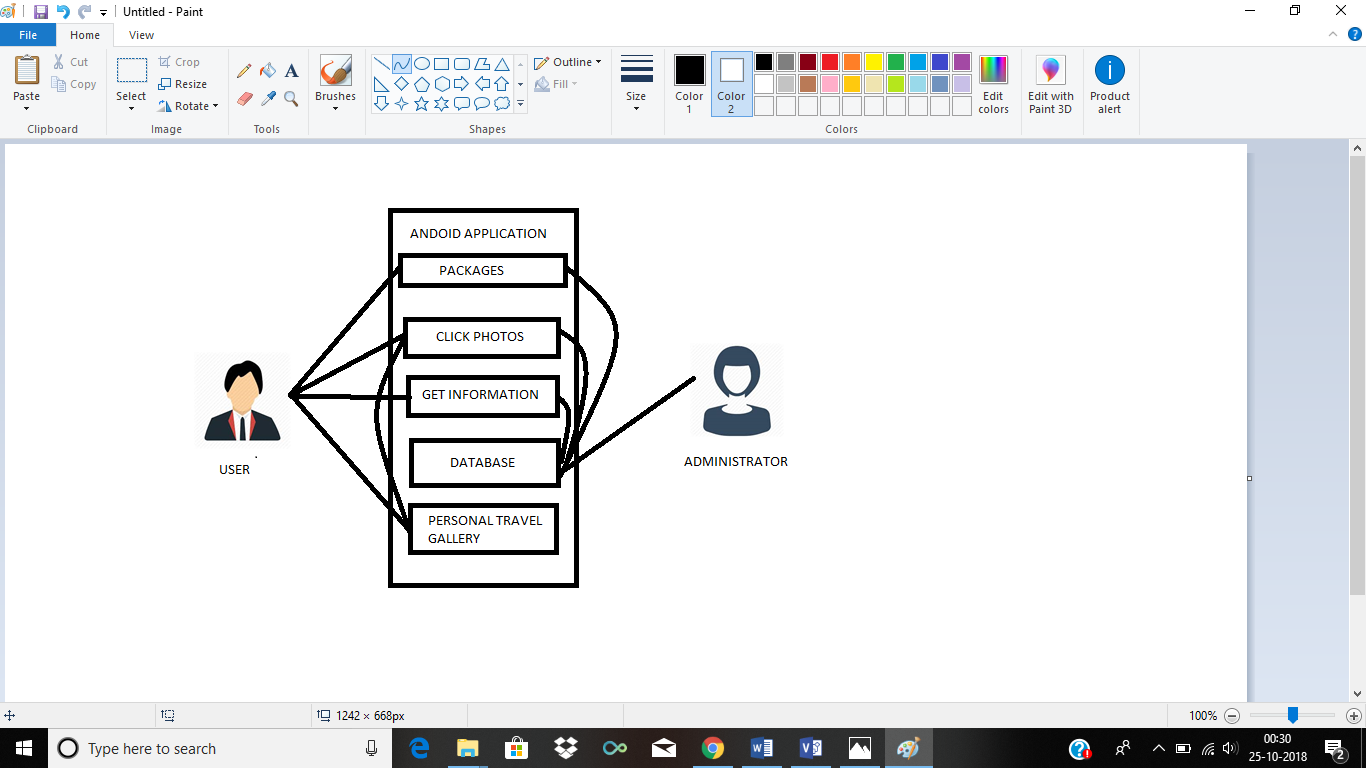 Untitled - Paint
File
Home
View
Paste
Cut
Copy
Clipboard
Select
Crop
Resize
Rotate
Image
A
Tools
Brushes
Shapes
Outline
Fill
Size
Color
1
Color
2
Colors
Edit
colors
Edit with
Paint 3D
Product
alert
ANDOID APPLICATION
PACKAGES
CLICK PHOTOS
GET INFORMATION
DATABASE
PERSONAL TRAVEL
GALLERY
USER
ADMINISTRATOR
1242 × 668px
100%
Type here to search
00:30
25-10-2018
2